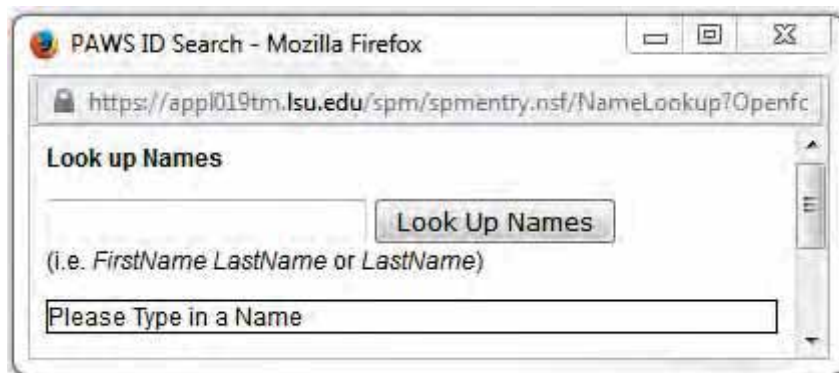 PAWS ID Search - Mozilla Firefox
https://appl019tm.lsu.edu/spm/spmentry.nsf/NameLookup?Openfc
Look up Names
Look Up Names
(i.e. FirstName LastName or LastName)
Please Type in a Name